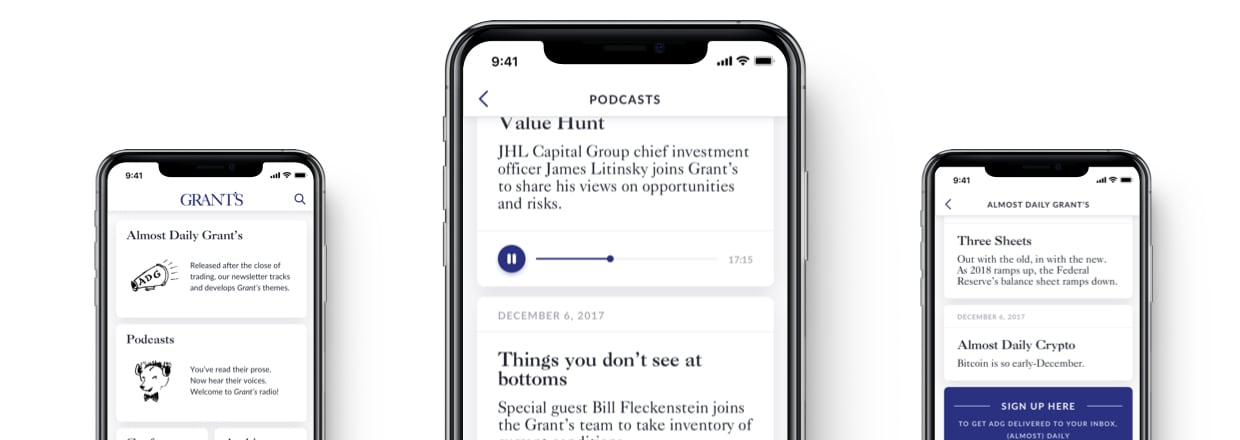 9:41
GRANT'S
Almost Daily Grant's
ADG
Released after the close of
trading, our newsletter tracks
and develops Grant's themes.
Podcasts
You've read their prose.
Now hear their voices.
Welcome to Grant's radio!
9:41
PODCASTS
Value Hunt
JHL Capital Group chief investment
officer James Litinsky joins Grant's
to share his views on opportunities
and risks.
17:15
DECEMBER 6, 2017
Things you don't see at
bottoms
Special guest Bill Fleckenstein joins
the Grant's team to take inventory of
9:41
ALMOST DAILY GRANT'S
Three Sheets
Out with the old, in with the new.
As 2018 ramps up, the Federal
Reserve's balance sheet ramps down.
DECEMBER 6, 2017
Almost Daily Crypto
Bitcoin is so early-December.
SIGN UP HERE
TO GET ADG DELIVERED TO YOUR INBOX,
(ALMOST) DAILY